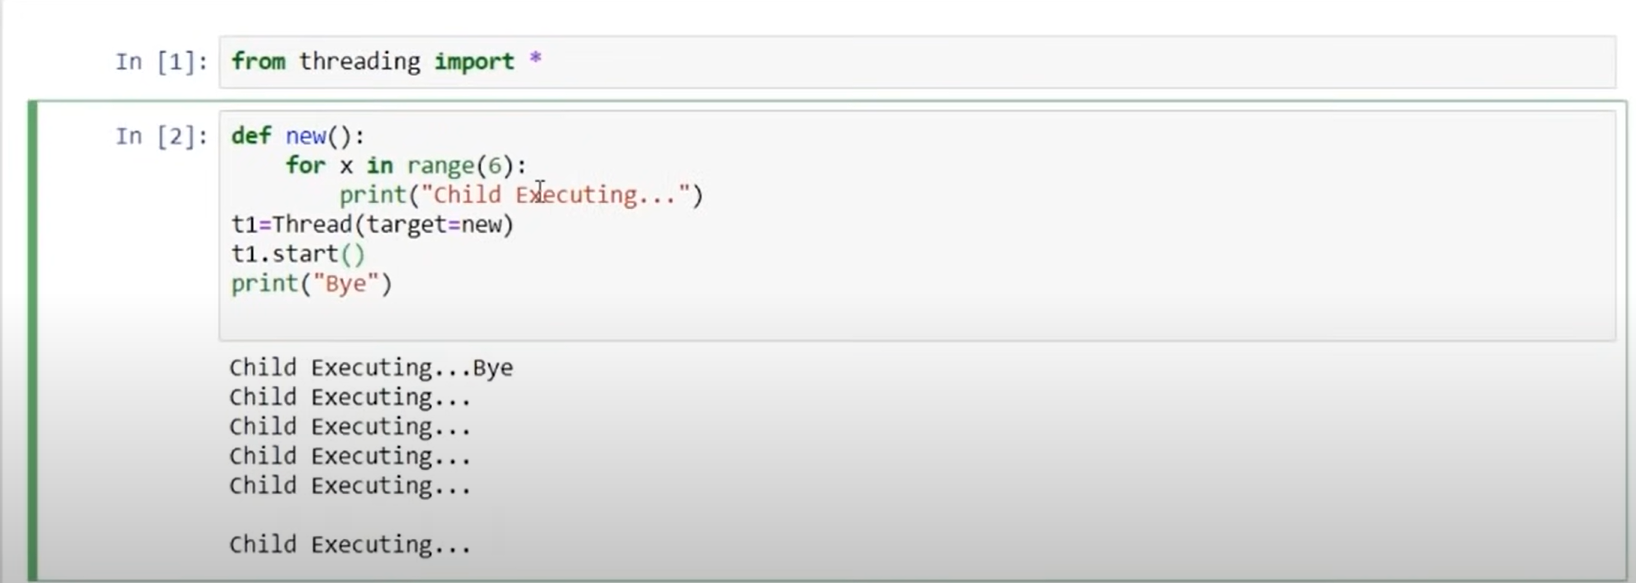 In [1]: from threading import *
In [2]: def new():
    for x in range(6):
        print("Child Executing...")
t1=Thread(target=new)
t1.start()
print("Bye")
Child Executing...Bye
Child Executing...
Child Executing...
Child Executing...
Child Executing...
Child Executing...